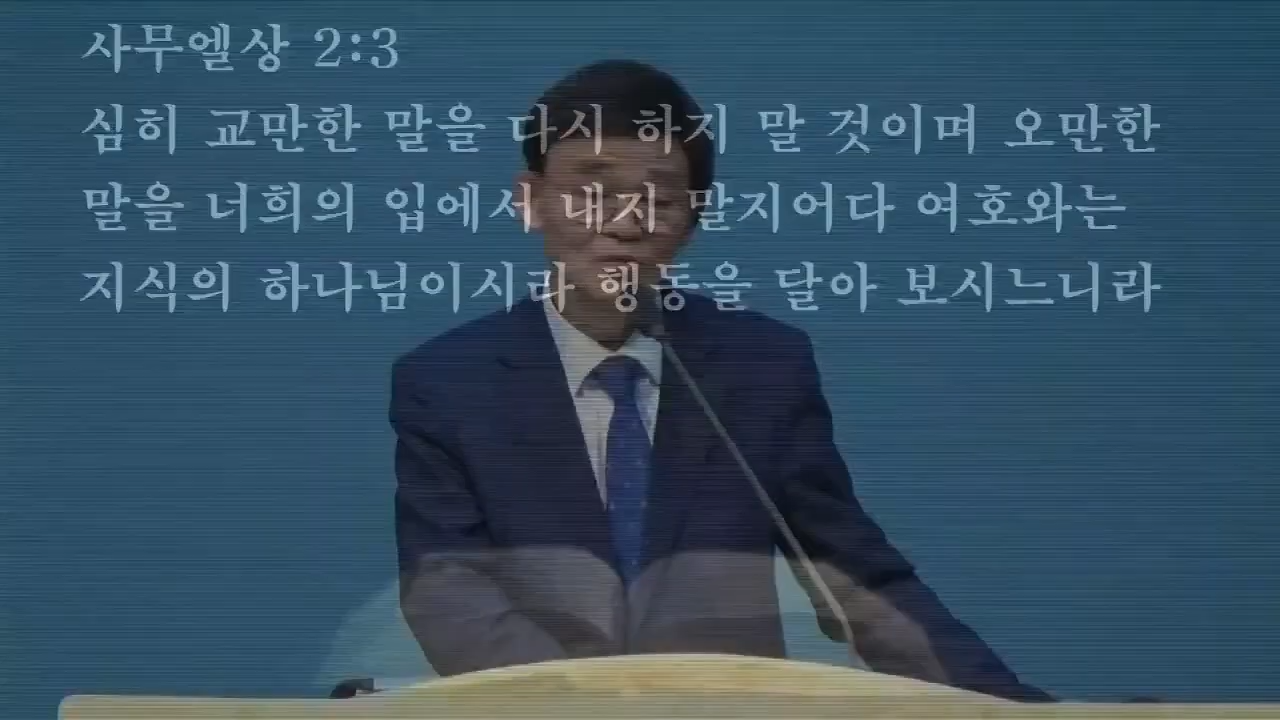 사무엘상 2:3
심히 교만한 말을 다시 하지 말 것이며 오만한
말을 너희의 입에서 내지 말지어다 여호와는
지식의 하나님이시라 행동을 달아 보시느니라